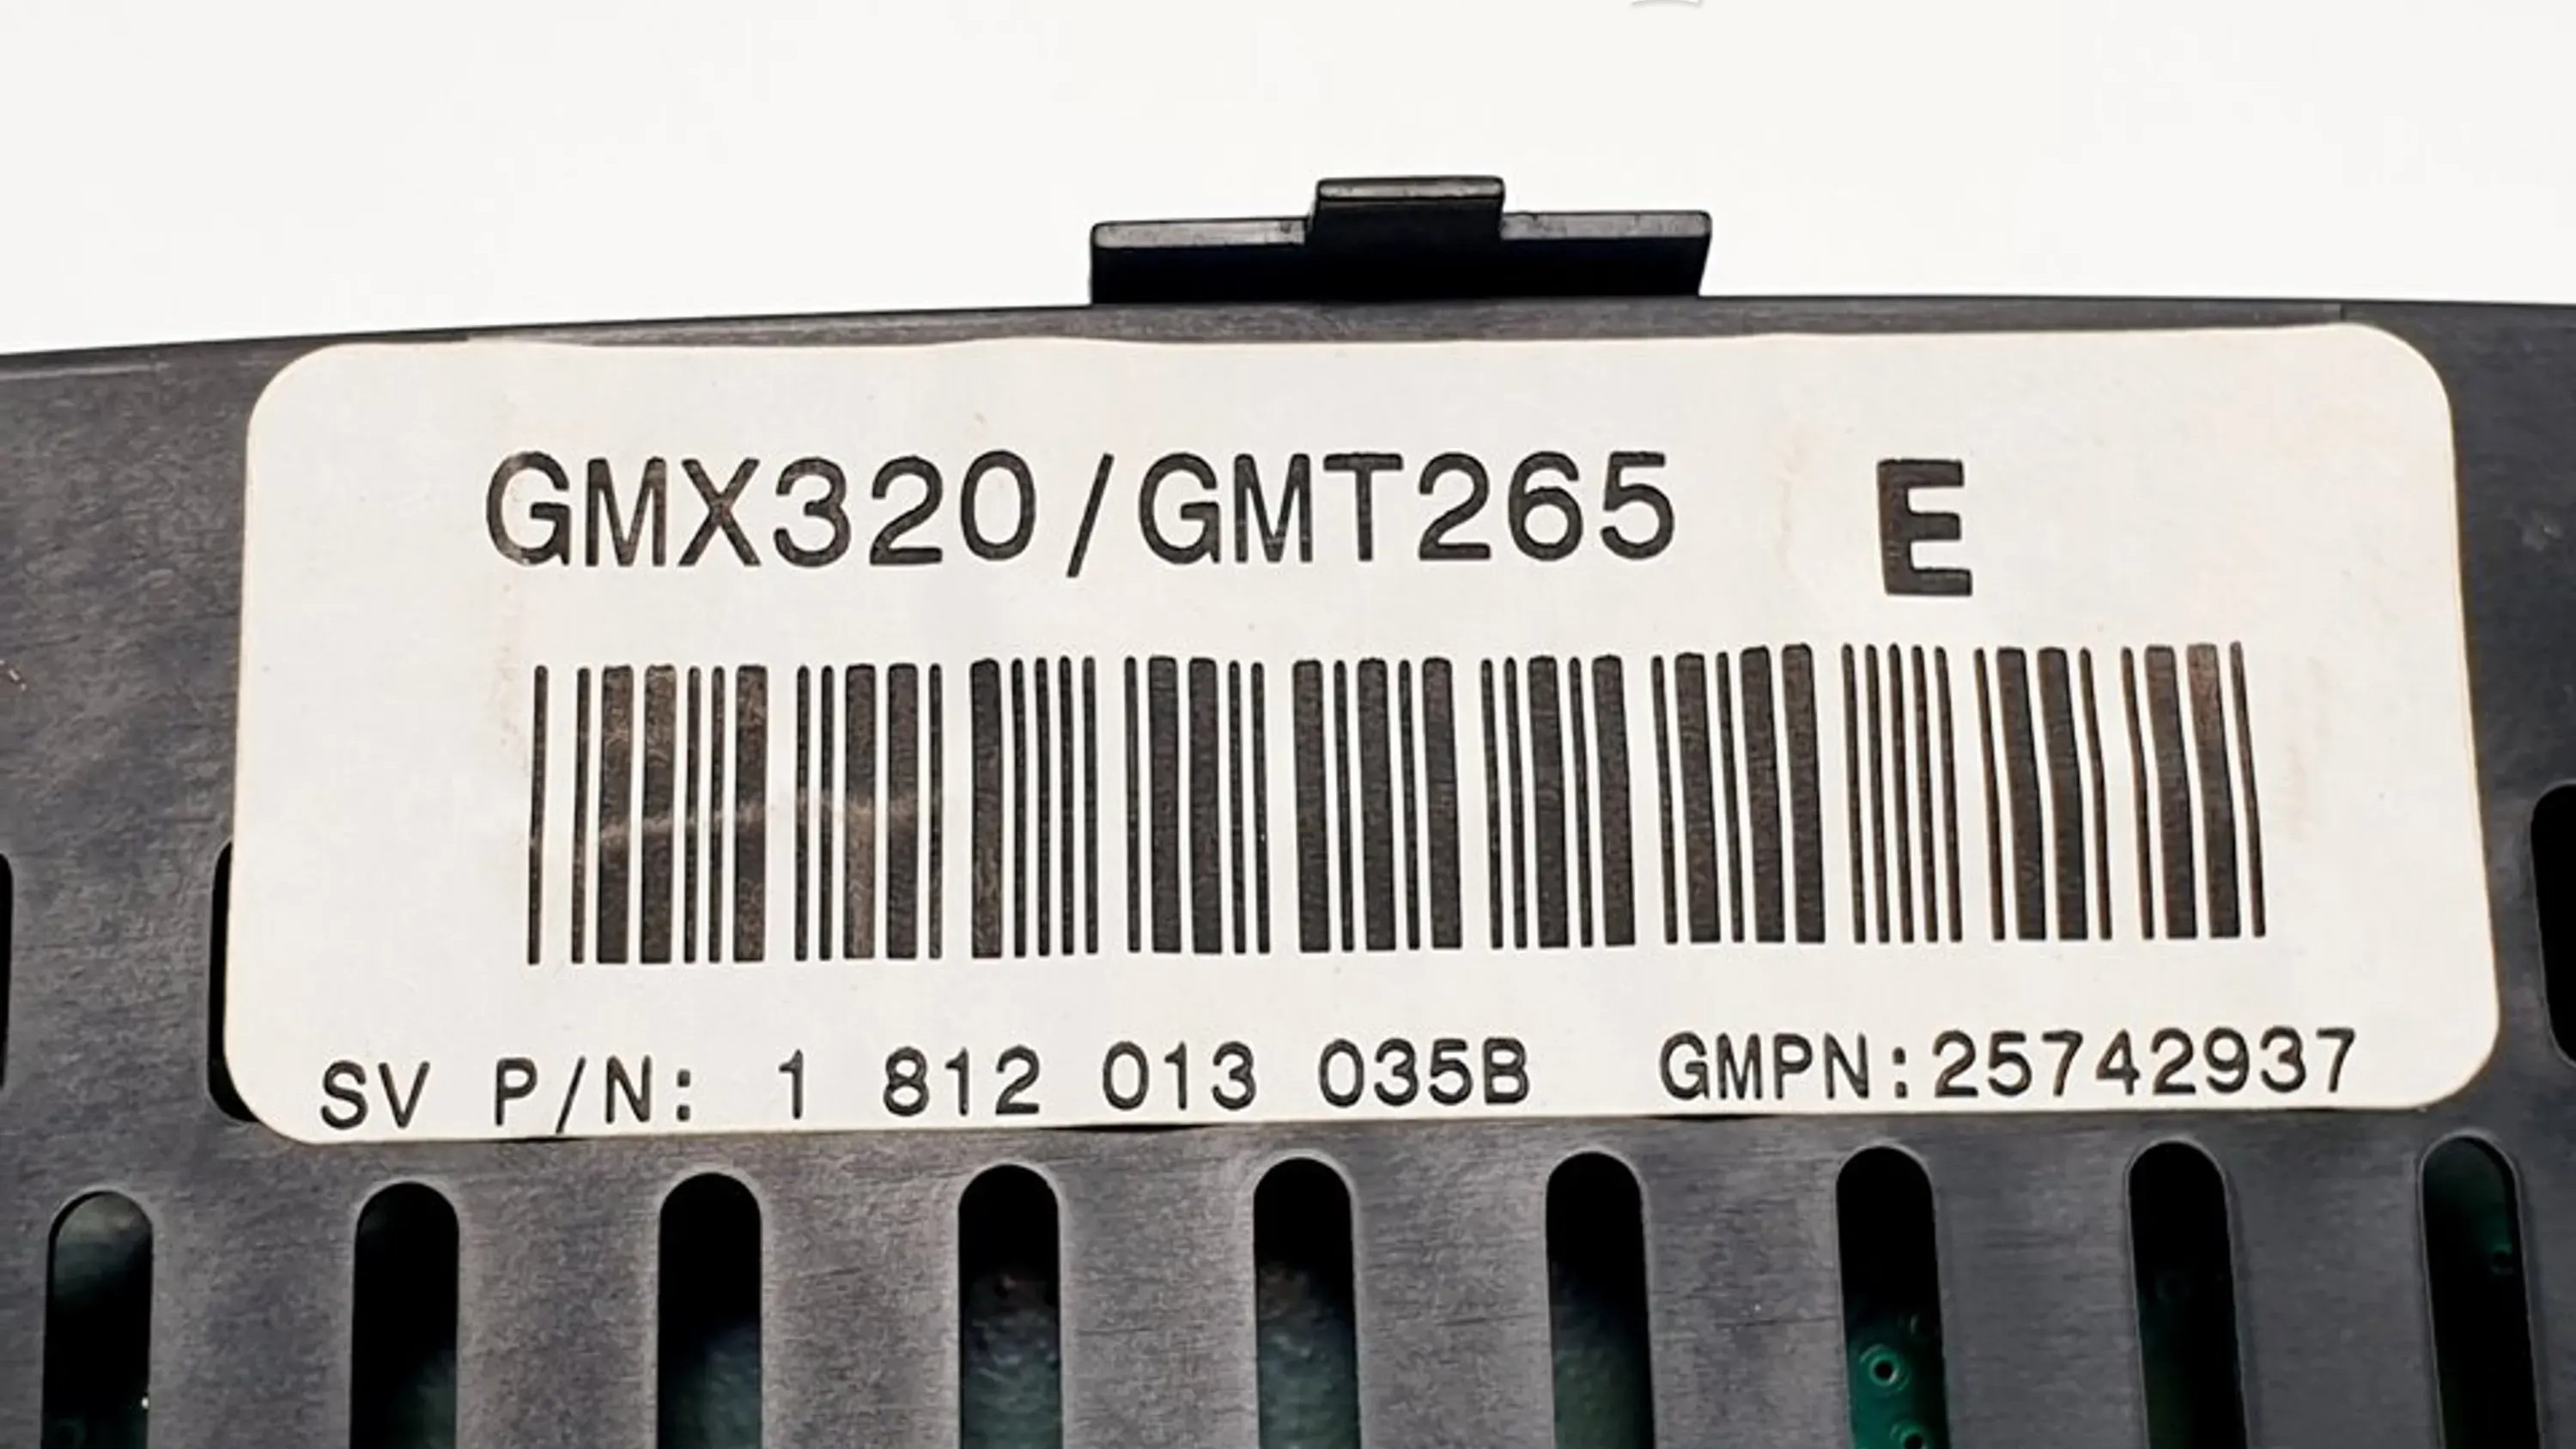 GMX320/GMT265 E
SV P/N: 1 812 013 035B GMPN:25742937